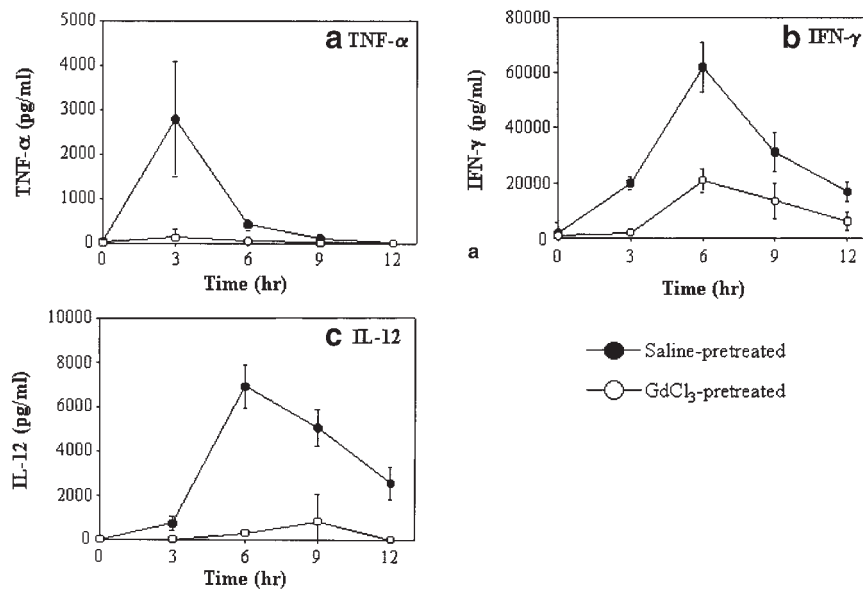 a TNF-α
TNF-α (pg/ml)
5000
4000
3000
2000
1000
0
0 3 6 9 12
Time (hr)
b IFN-γ
IFN-γ (pg/ml)
80000
60000
40000
20000
0
0 3 6 9 12
Time (hr)
a
c IL-12
IL-12 (pg/ml)
10000
8000
6000
4000
2000
0
0 3 6 9 12
Time (hr)
Saline-pretreated
GdCl3-pretreated